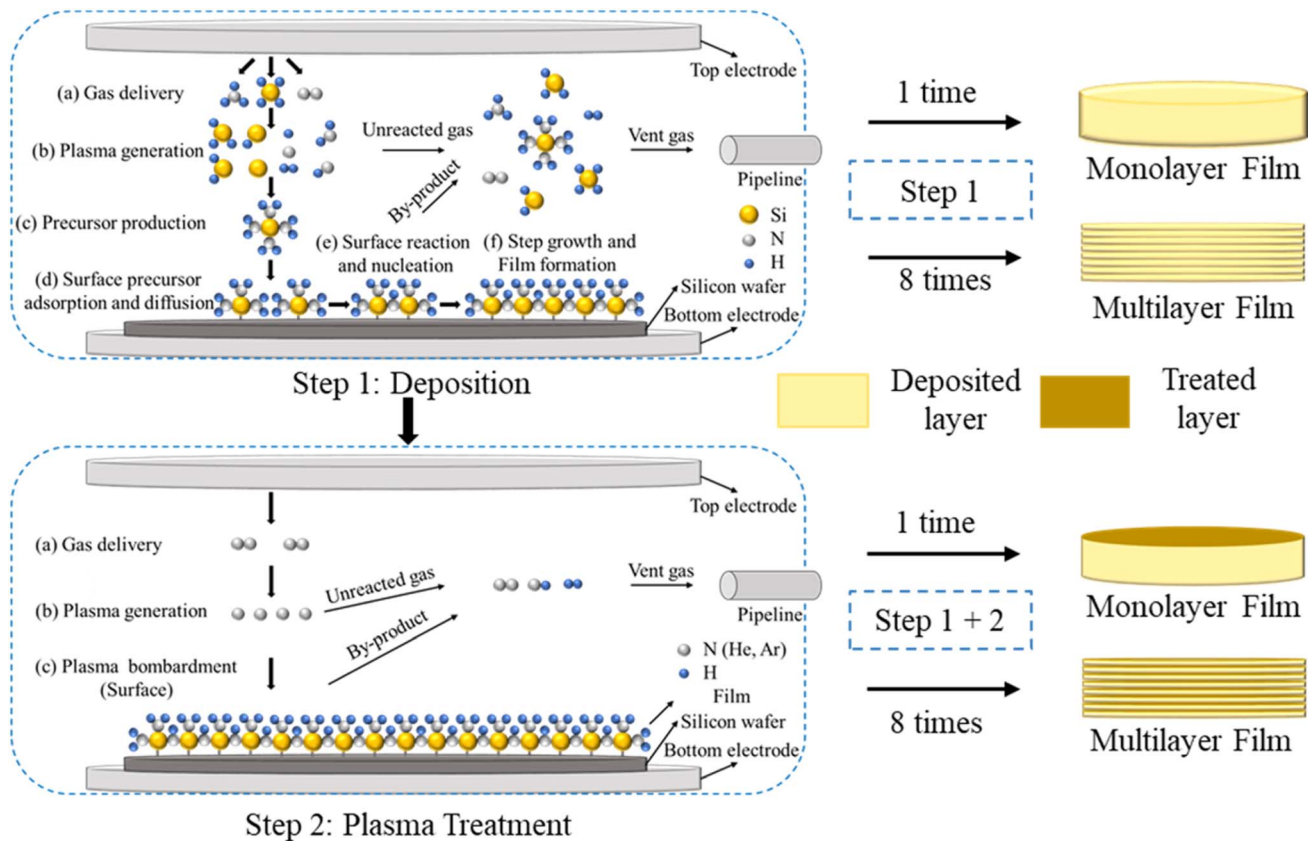 Top electrode
(a) Gas delivery
(b) Plasma generation
Unreacted gas
By-product
Vent gas
Pipeline
Si
N
H
(c) Precursor production
(d) Surface precursor
adsorption and diffusion
(e) Surface reaction
and nucleation
(f) Step growth and
Film formation
Silicon wafer
Bottom electrode
Step 1: Deposition
1 time
Step 1
8 times
Monolayer Film
Multilayer Film
Deposited
layer
Treated
layer
Top electrode
(a) Gas delivery
(b) Plasma generation
Unreacted gas
By-product
Vent gas
Pipeline
(c) Plasma bombardment
(Surface)
N (He, Ar)
H
Film
Silicon wafer
Bottom electrode
Step 2: Plasma Treatment
1 time
Step 1 + 2
8 times
Monolayer Film
Multilayer Film